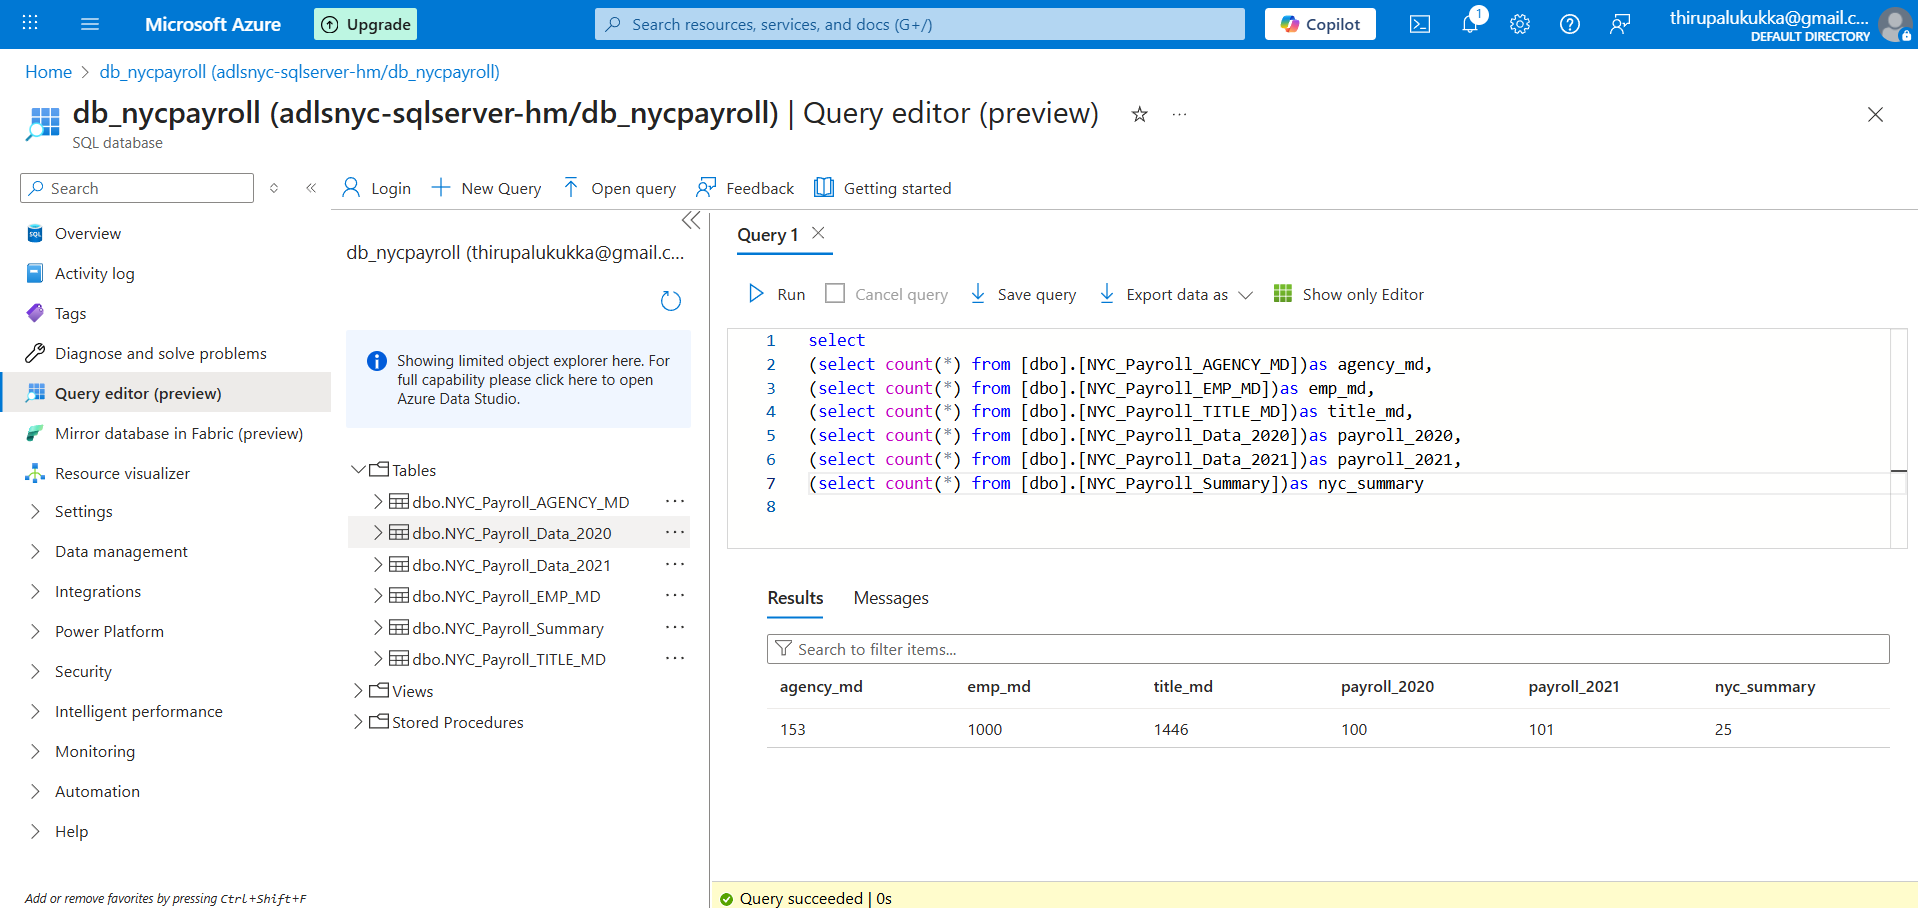 Microsoft Azure
Upgrade
Search resources, services, and docs (G+/)
Copilot
1
thirupalukukka@gmail.c...
DEFAULT DIRECTORY
Home > db_nycpayroll (adlsnyc-sqlserver-hm/db_nycpayroll)
db_nycpayroll (adlsnyc-sqlserver-hm/db_nycpayroll) | Query editor (preview)
SQL database
Search
Overview
Activity log
Tags
Diagnose and solve problems
Query editor (preview)
Mirror database in Fabric (preview)
Resource visualizer
Settings
Data management
Integrations
Power Platform
Security
Intelligent performance
Monitoring
Automation
Help
Add or remove favorites by pressing Ctrl+Shift+F
Login
New Query
Open query
Feedback
Getting started
db_nycpayroll (thirupalukukka@gmail.c...
Showing limited object explorer here. For
full capability please click here to open
Azure Data Studio.
Tables
dbo.NYC_Payroll_AGENCY_MD ...
dbo.NYC_Payroll_Data_2020 ...
dbo.NYC_Payroll_Data_2021 ...
dbo.NYC_Payroll_EMP_MD ...
dbo.NYC_Payroll_Summary ...
dbo.NYC_Payroll_TITLE_MD ...
Views
Stored Procedures
Query 1
Run
Cancel query
Save query
Export data as
Show only Editor
1 select
2 (select count(*) from [dbo].[NYC_Payroll_AGENCY_MD])as agency_md,
3 (select count(*) from [dbo].[NYC_Payroll_EMP_MD])as emp_md,
4 (select count(*) from [dbo].[NYC_Payroll_TITLE_MD])as title_md,
5 (select count(*) from [dbo].[NYC_Payroll_Data_2020])as payroll_2020,
6 (select count(*) from [dbo].[NYC_Payroll_Data_2021])as payroll_2021,
7 (select count(*) from [dbo].[NYC_Payroll_Summary])as nyc_summary
8
Results Messages
Search to filter items...
agency_md emp_md title_md payroll_2020 payroll_2021 nyc_summary
153 1000 1446 100 101 25
Query succeeded | 0s